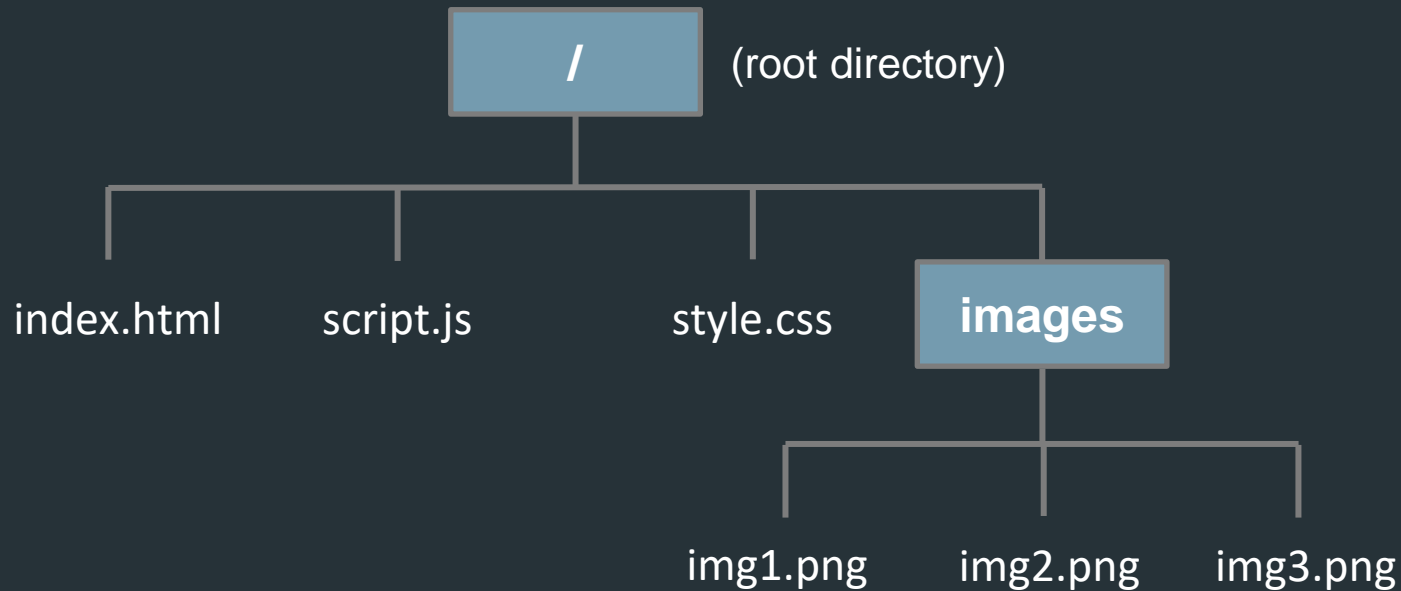 /
(root directory)
index.html
script.js
style.css
images
img1.png
img2.png
img3.png